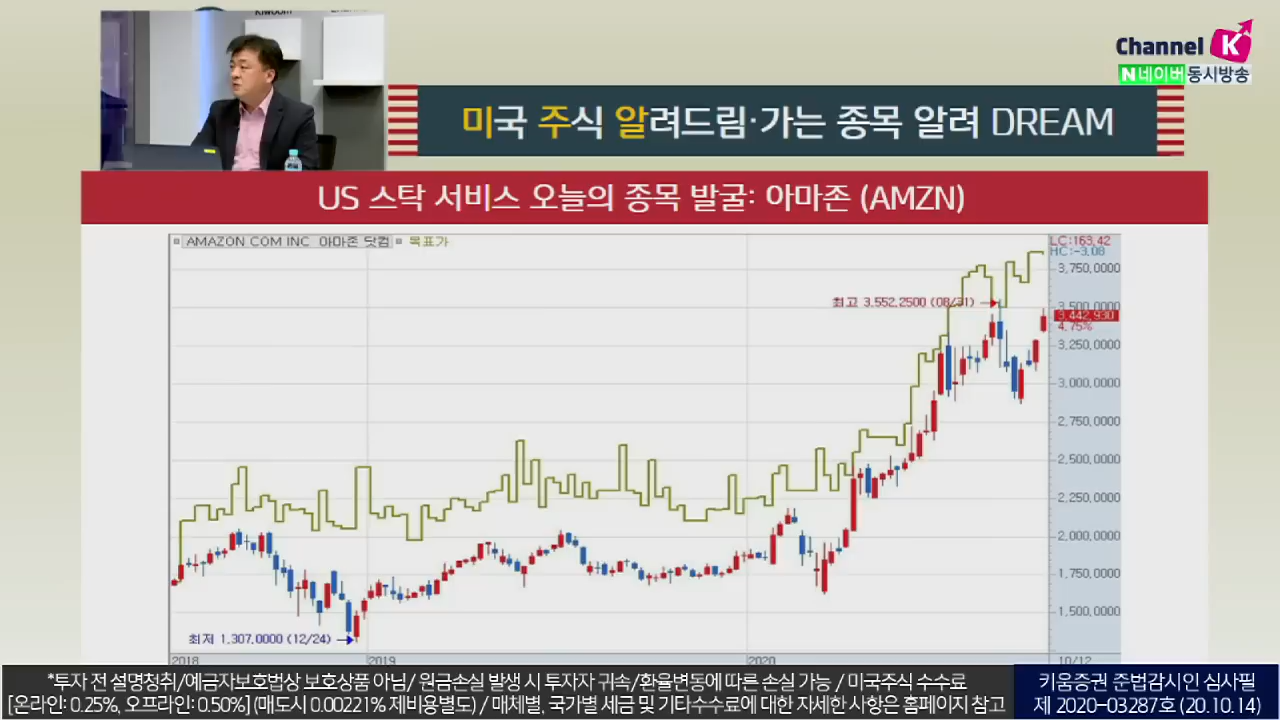 Channel K
N 네이버 동시방송
미국 주식 알려드림·가는 종목 알려 DREAM
US 스탁 서비스 오늘의 종목 발굴: 아마존 (AMZN)
AMAZON COM INC 아마존 닷컴 목표가
LC:163.42
HC:-3.08
3,750.0000
최고 3,552.2500 (08/31)
3,500.0000
3,442.930
4.75%
3,250.0000
3,000.0000
2,750.0000
2,500.0000
2,250.0000
2,000.0000
1,750.0000
1,500.0000
최저 1,307.0000 (12/24)
2018 2019 2020 10/12
*투자 전 설명청취/예금자보호법상 보호상품 아님/ 원금손실 발생 시 투자자 귀속/환율변동에 따른 손실 가능 / 미국주식 수수료
[온라인: 0.25%, 오프라인: 0.50%] (매도시 0.00221% 제비용별도) / 매체별, 국가별 세금 및 기타수수료에 대한 자세한 사항은 홈페이지 참고
키움증권 준법감시인 심사필
제 2020-03287호 (20.10.14)